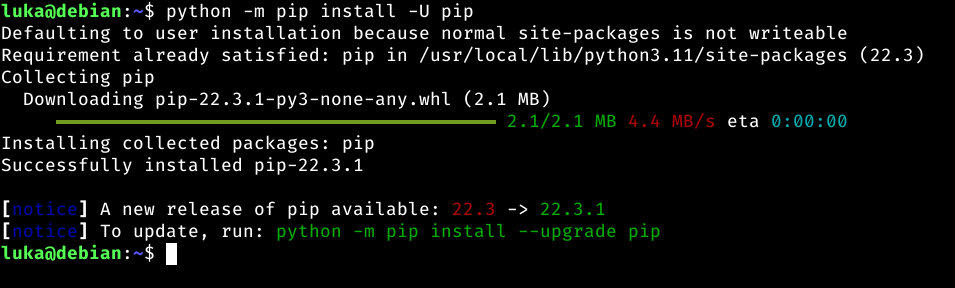 luka@debian:~$ python -m pip install -U pip
Defaulting to user installation because normal site-packages is not writeable
Requirement already satisfied: pip in /usr/local/lib/python3.11/site-packages (22.3)
Collecting pip
  Downloading pip-22.3.1-py3-none-any.whl (2.1 MB)
2.1/2.1 MB 4.4 MB/s eta 0:00:00
Installing collected packages: pip
Successfully installed pip-22.3.1

[notice] A new release of pip available: 22.3 -> 22.3.1
[notice] To update, run: python -m pip install --upgrade pip
luka@debian:~$